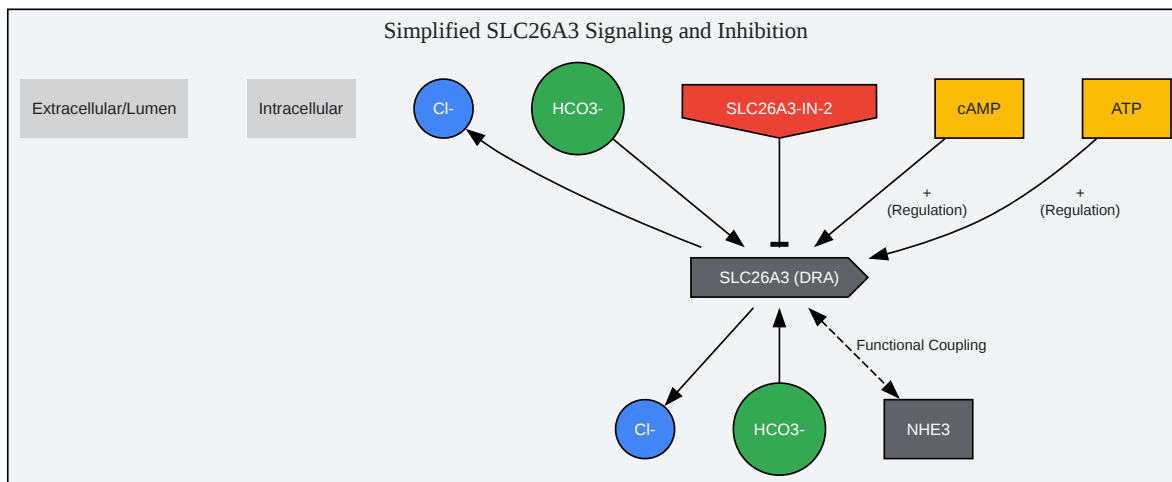 Simplified SLC26A3 Signaling and Inhibition
Extracellular/Lumen
Intracellular
Cl-
HCO3-
SLC26A3-IN-2
cAMP
ATP
+
(Regulation)
+
(Regulation)
SLC26A3 (DRA)
Functional Coupling
Cl-
HCO3-
NHE3